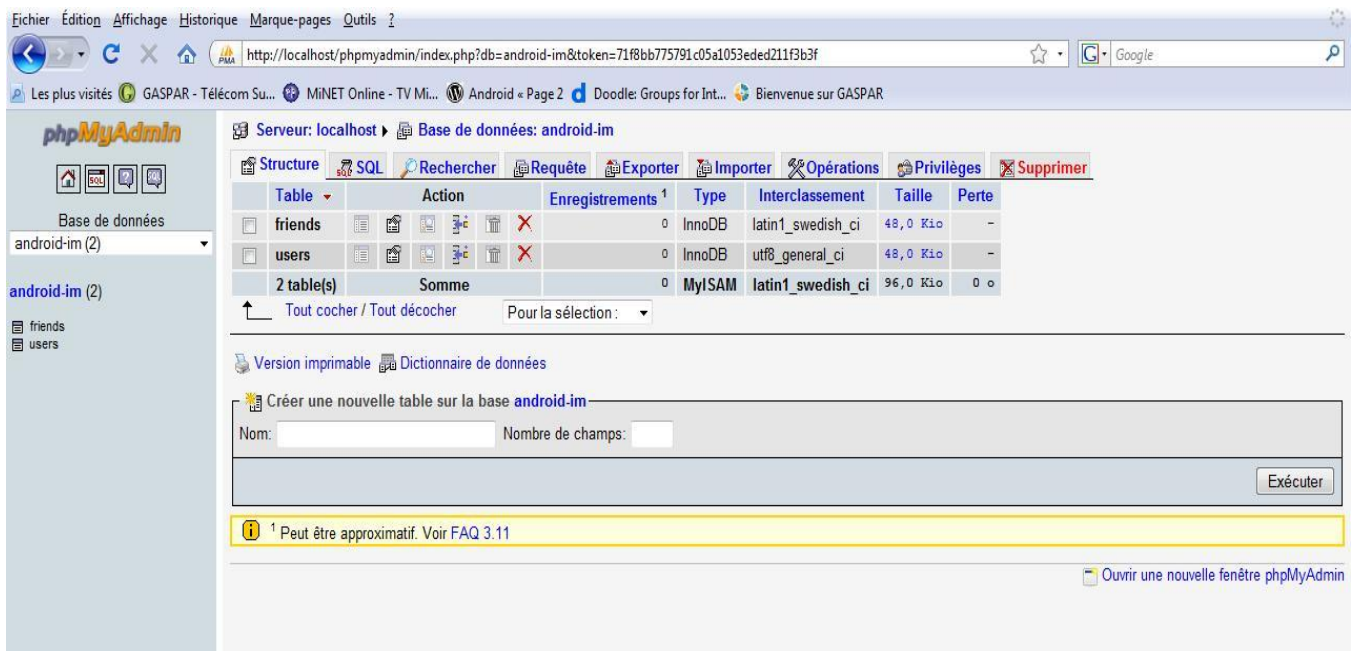 Fichier Édition Affichage Historique Marque-pages Outils ?
PMA http://localhost/phpmyadmin/index.php?db=android-im&token=71f8bb775791c05a1053eded211f3b3f G Google
Les plus visités GASPAR - Télécom Su... MiNET Online - TV Mi... Android « Page 2 Doodle: Groups for Int... Bienvenue sur GASPAR
phpMyAdmin
SQL
Base de données
android-im (2)
android-im (2)
friends
users
Serveur: localhost Base de données: android-im
Structure SQL Rechercher Requête Exporter Importer Opérations Privilèges Supprimer
Table Action Enregistrements 1 Type Interclassement Taille Perte
friends 0 InnoDB latin1_swedish_ci 48,0 Kio -
users 0 InnoDB utf8_general_ci 48,0 Kio -
2 table(s) Somme 0 MyISAM latin1_swedish_ci 96,0 Kio 0 o
Tout cocher / Tout décocher Pour la sélection :
Version imprimable Dictionnaire de données
Créer une nouvelle table sur la base android-im
Nom: Nombre de champs:
Exécuter
1 Peut être approximatif. Voir FAQ 3.11
Ouvrir une nouvelle fenêtre phpMyAdmin